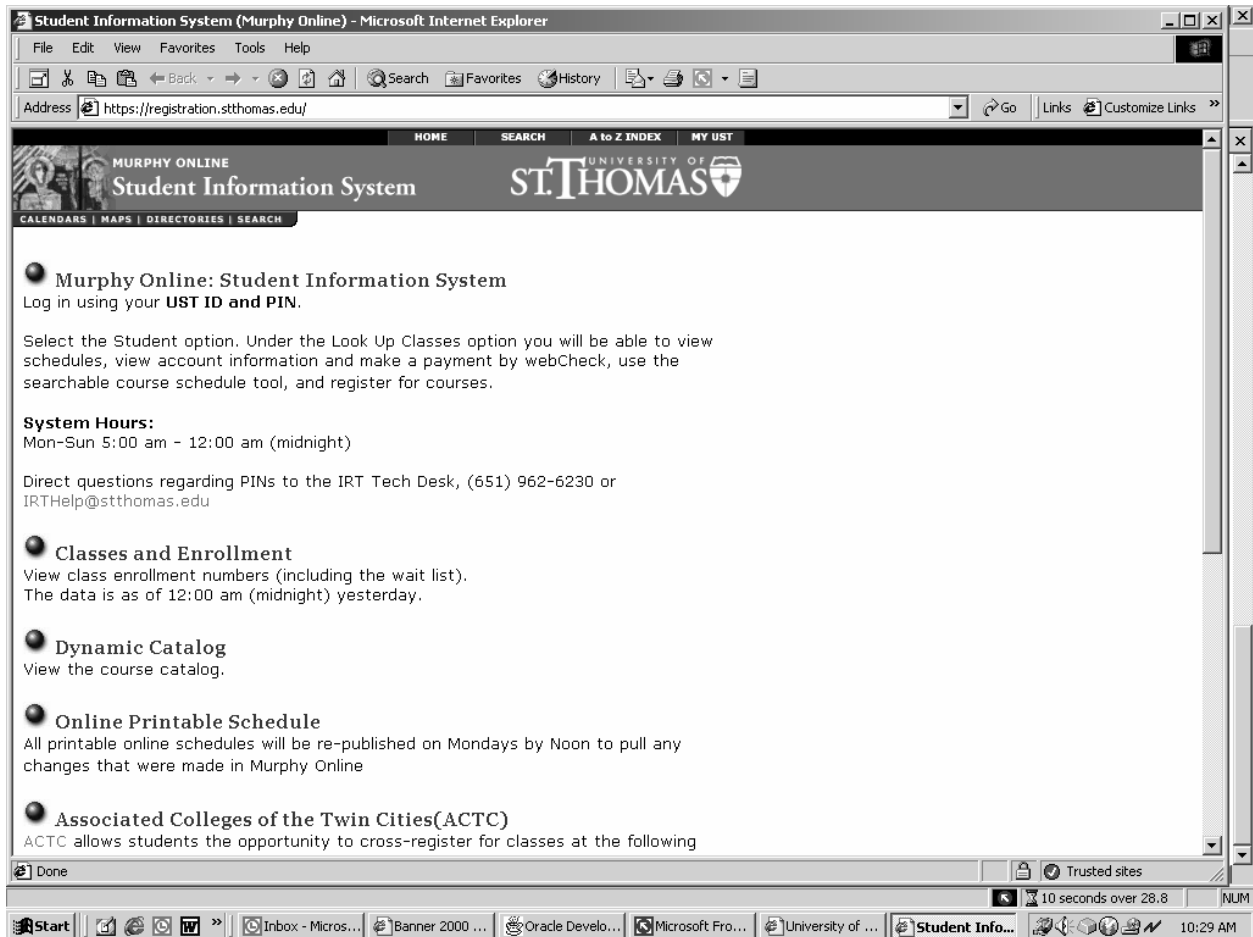 Student Information System (Murphy Online) - Microsoft Internet Explorer
File Edit View Favorites Tools Help
Back Search Favorites History
Address https://registration.stthomas.edu/ Go Links Customize Links »
HOME SEARCH A to Z INDEX MY UST
MURPHY ONLINE
Student Information System
UNIVERSITY OF
ST. THOMAS
CALENDARS | MAPS | DIRECTORIES | SEARCH
Murphy Online: Student Information System
Log in using your UST ID and PIN.
Select the Student option. Under the Look Up Classes option you will be able to view
schedules, view account information and make a payment by webCheck, use the
searchable course schedule tool, and register for courses.
System Hours:
Mon-Sun 5:00 am - 12:00 am (midnight)
Direct questions regarding PINs to the IRT Tech Desk, (651) 962-6230 or
IRTHelp@stthomas.edu
Classes and Enrollment
View class enrollment numbers (including the wait list).
The data is as of 12:00 am (midnight) yesterday.
Dynamic Catalog
View the course catalog.
Online Printable Schedule
All printable online schedules will be re-published on Mondays by Noon to pull any
changes that were made in Murphy Online
Associated Colleges of the Twin Cities(ACTC)
ACTC allows students the opportunity to cross-register for classes at the following
Done Trusted sites
10 seconds over 28.8 NUM
Start » Inbox - Micros... Banner 2000 ... Oracle Develo... Microsoft Fro... University of ... Student Info... 10:29 AM